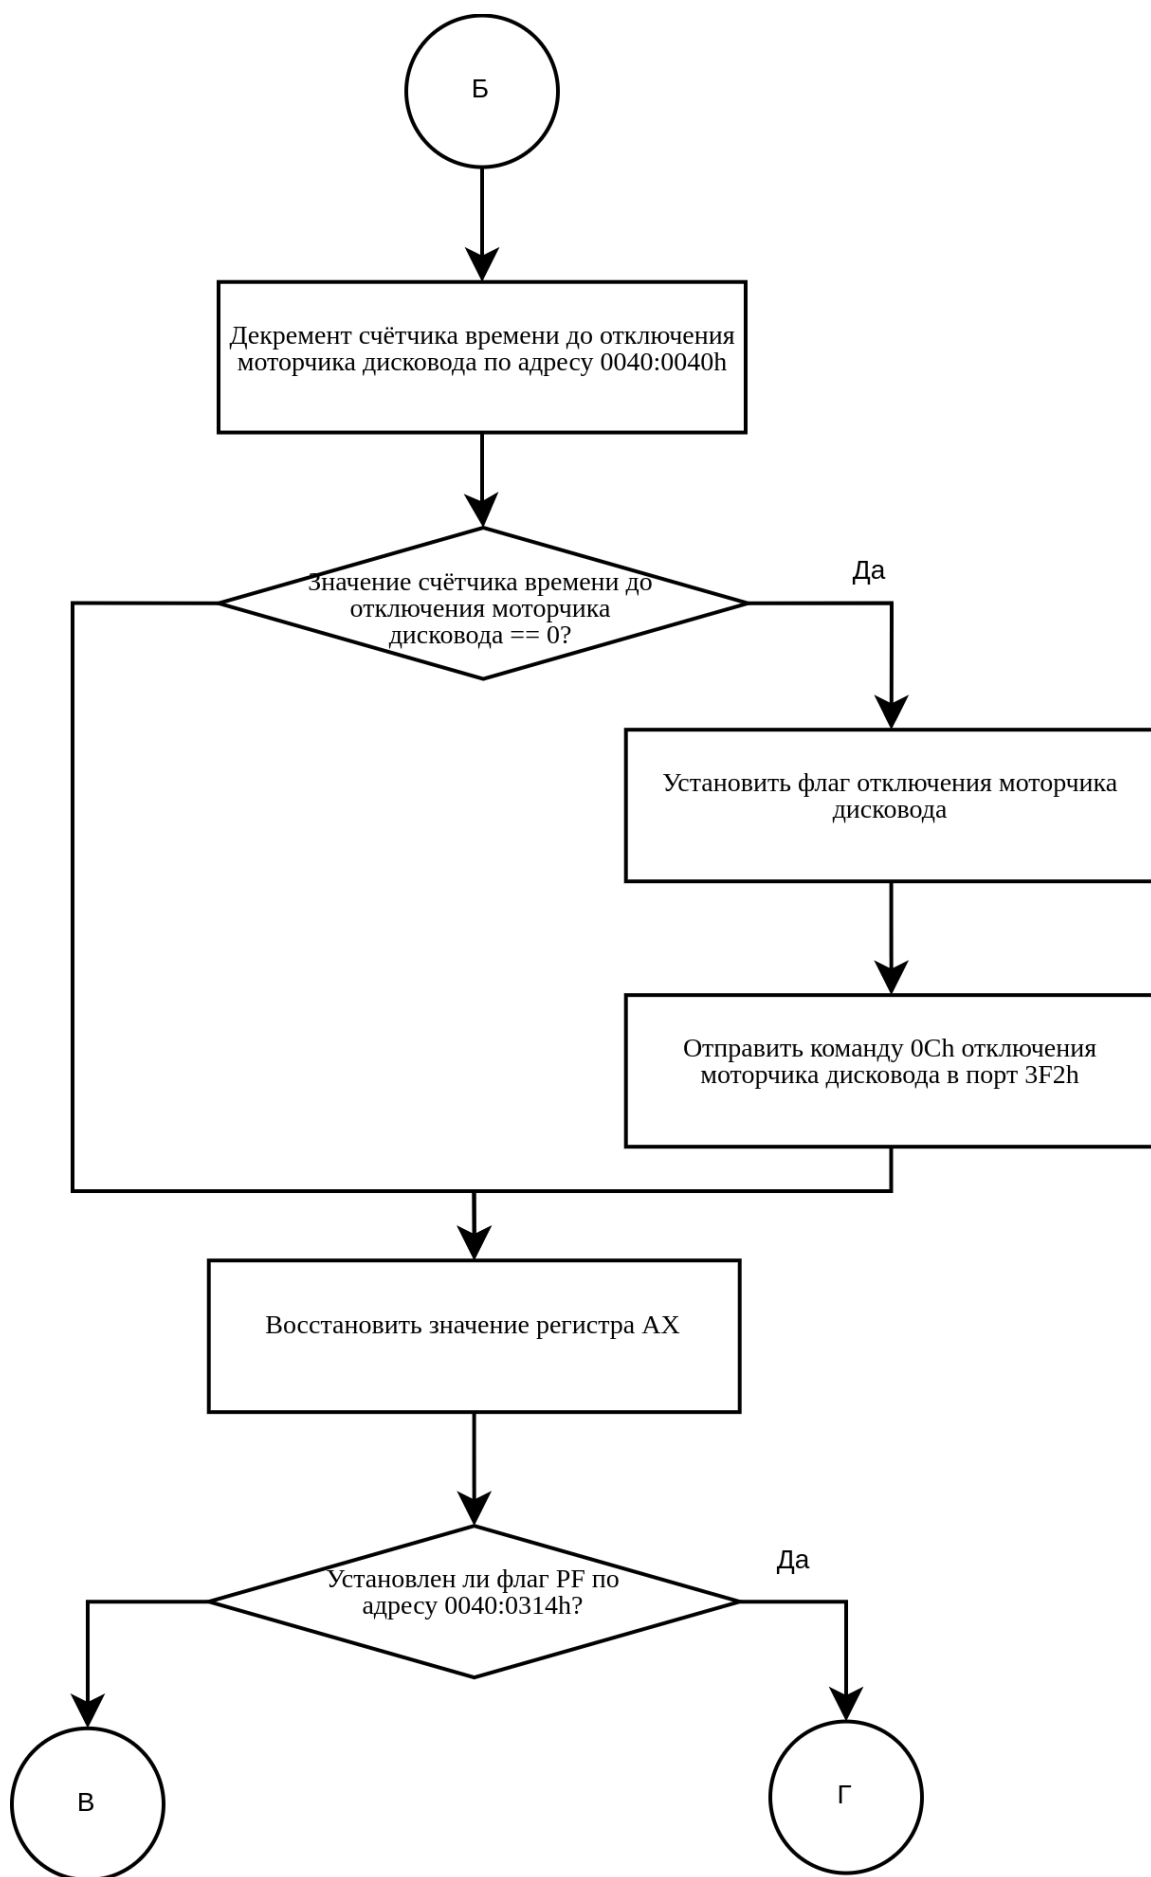 Б
Декремент счётчика времени до отключения
моторчика дисковода по адресу 0040:0040h
Значение счётчика времени до
отключения моторчика
дисковода == 0?
Да
Установить флаг отключения моторчика
дисковода
Отправить команду 0Ch отключения
моторчика дисковода в порт 3F2h
Восстановить значение регистра AX
Установлен ли флаг PF по
адресу 0040:0314h?
Да
В
Г